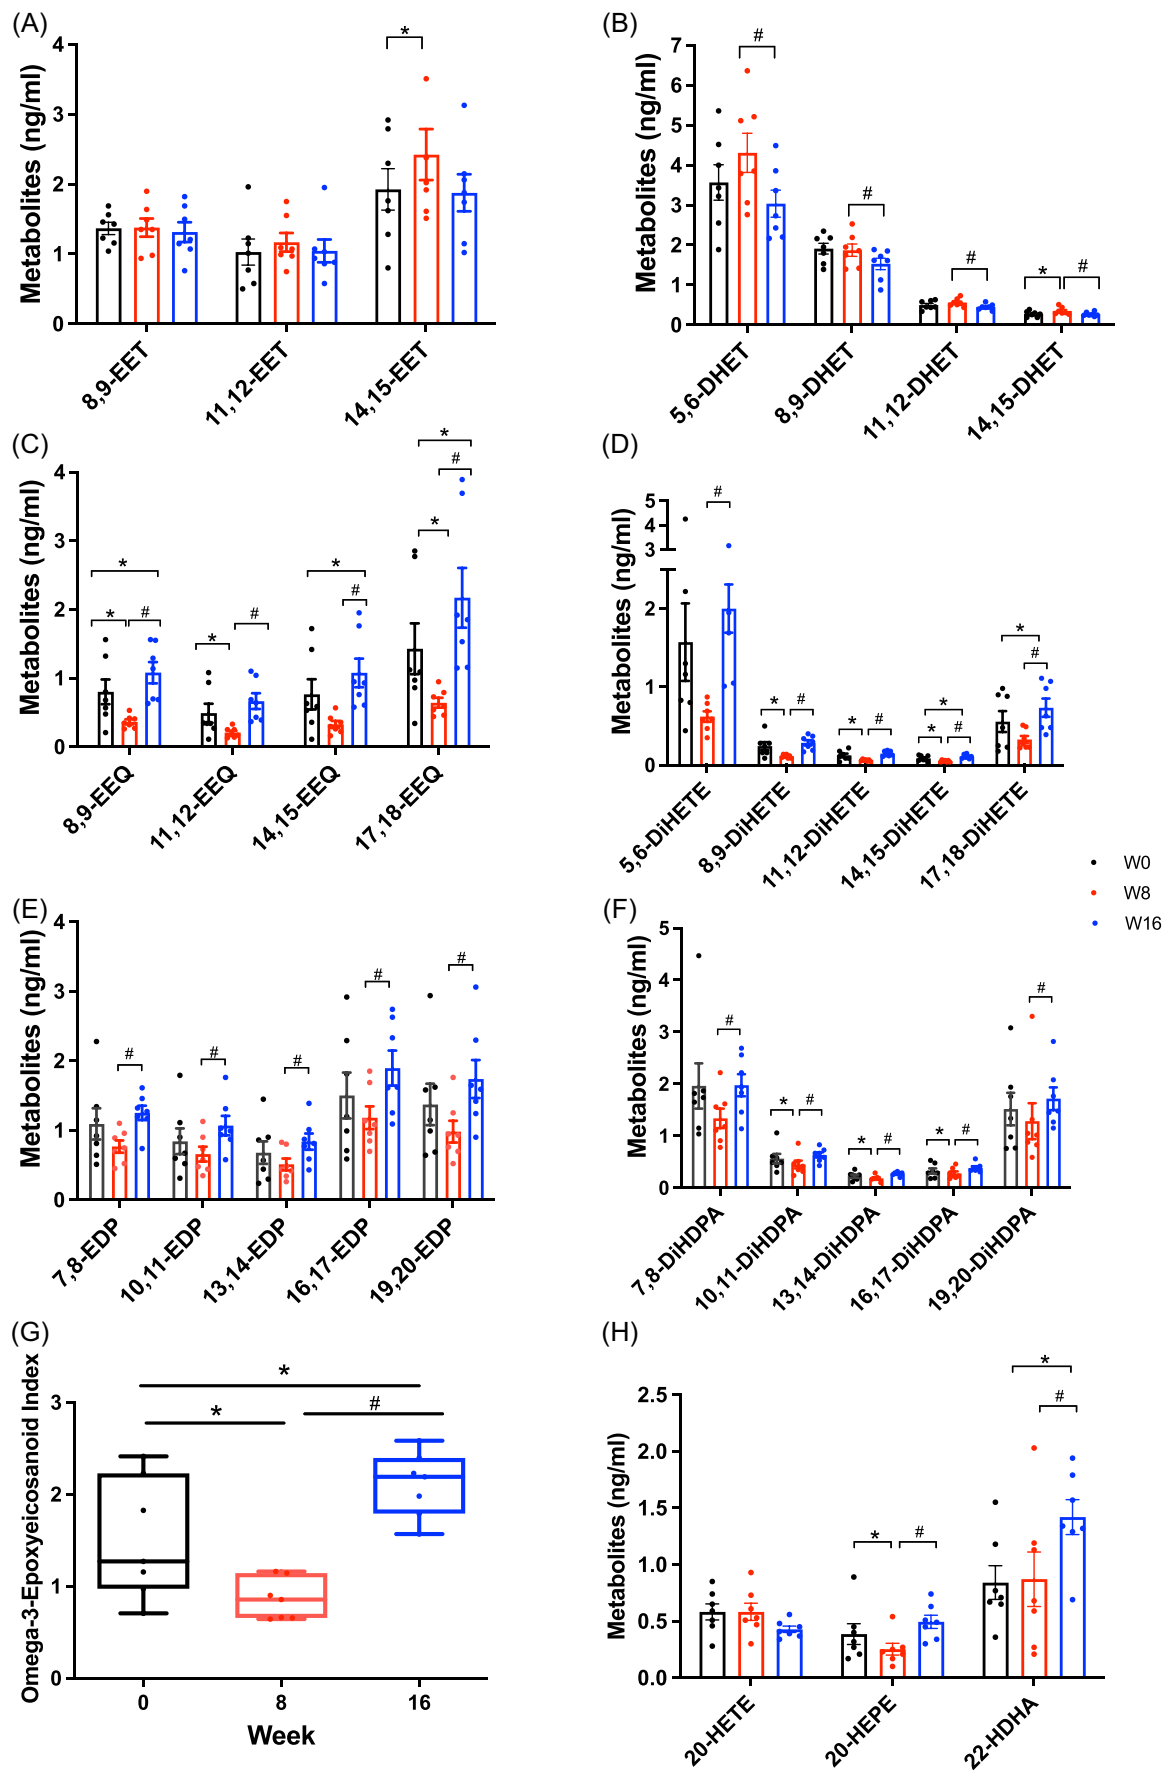 (A)
Metabolites (ng/ml)
4
3
2
1
0
*
8,9-EET
11,12-EET
14,15-EET
(B)
Metabolites (ng/ml)
7
6
5
4
3
2
1
0
#
#
#
*
#
5,6-DHET
8,9-DHET
11,12-DHET
14,15-DHET
(C)
Metabolites (ng/ml)
4
3
2
1
0
*
*
#
*
#
*
#
*
#
*
8,9-EEQ
11,12-EEQ
14,15-EEQ
17,18-EEQ
(D)
Metabolites (ng/ml)
5
4
3
2
1
0
#
*
#
*
#
*
*
#
*
#
5,6-DiHETE
8,9-DiHETE
11,12-DiHETE
14,15-DiHETE
17,18-DiHETE
W0
W8
W16
(E)
Metabolites (ng/ml)
4
3
2
1
0
#
#
#
#
#
7,8-EDP
10,11-EDP
13,14-EDP
16,17-EDP
19,20-EDP
(F)
Metabolites (ng/ml)
5
4
3
2
1
0
#
*
#
*
#
*
#
#
7,8-DiHDPA
10,11-DiHDPA
13,14-DiHDPA
16,17-DiHDPA
19,20-DiHDPA
(G)
Omega-3-Epoxyeicosanoid Index
3
2
1
0
*
*
#
0
8
16
Week
(H)
Metabolites (ng/ml)
2.5
2.0
1.5
1.0
0.5
0.0
*
#
*
#
20-HETE
20-HEPE
22-HDHA